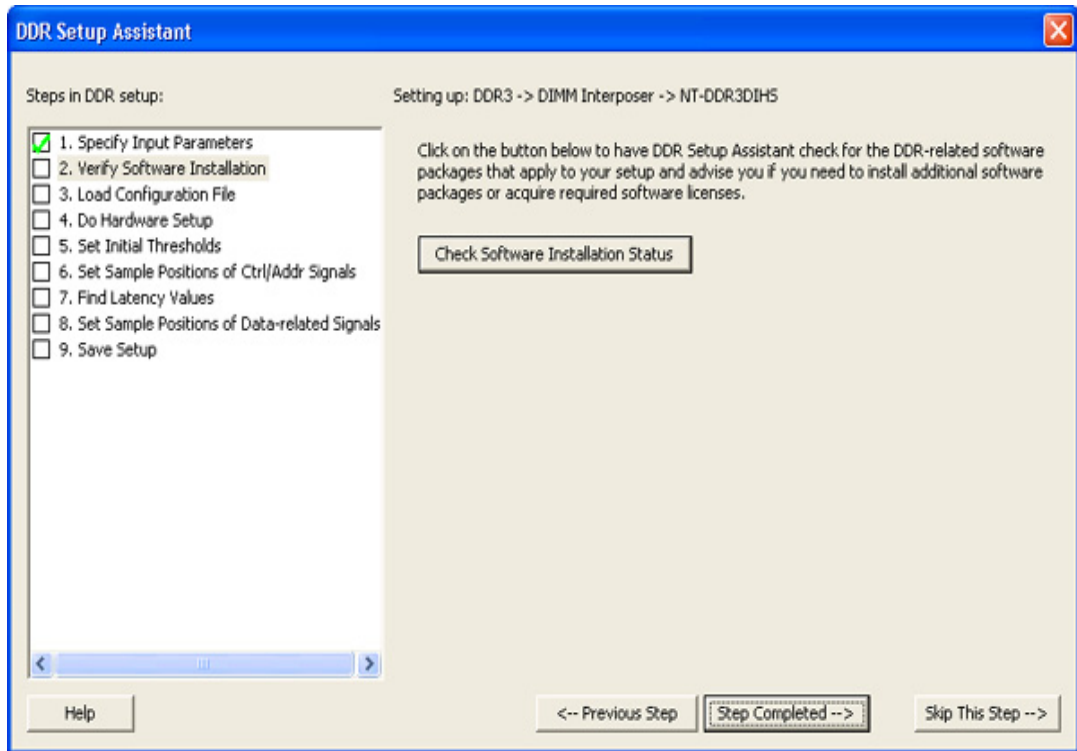 DDR Setup Assistant
Steps in DDR setup:
1. Specify Input Parameters
2. Verify Software Installation
3. Load Configuration File
4. Do Hardware Setup
5. Set Initial Thresholds
6. Set Sample Positions of Ctrl/Addr Signals
7. Find Latency Values
8. Set Sample Positions of Data-related Signals
9. Save Setup
Setting up: DDR3 -> DIMM Interposer -> NT-DDR3DIHS
Click on the button below to have DDR Setup Assistant check for the DDR-related software
packages that apply to your setup and advise you if you need to install additional software
packages or acquire required software licenses.
Check Software Installation Status
Help
<-- Previous Step
Step Completed -->
Skip This Step -->